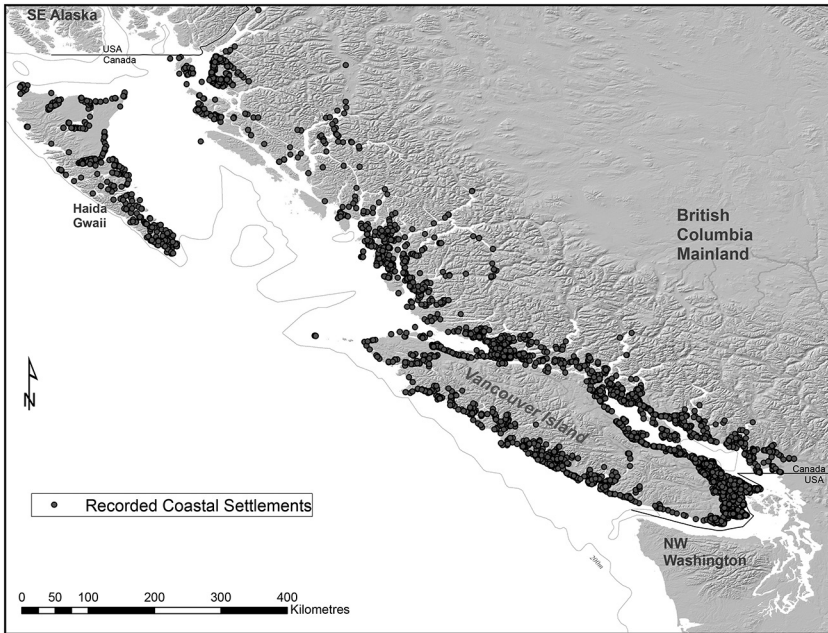 SE Alaska
USA
Canada
Haida
Gwaii
British
Columbia
Mainland
Vancouver Island
N
Recorded Coastal Settlements
Canada
USA
NW
Washington
200m
0 50 100 200 300 400
Kilometres